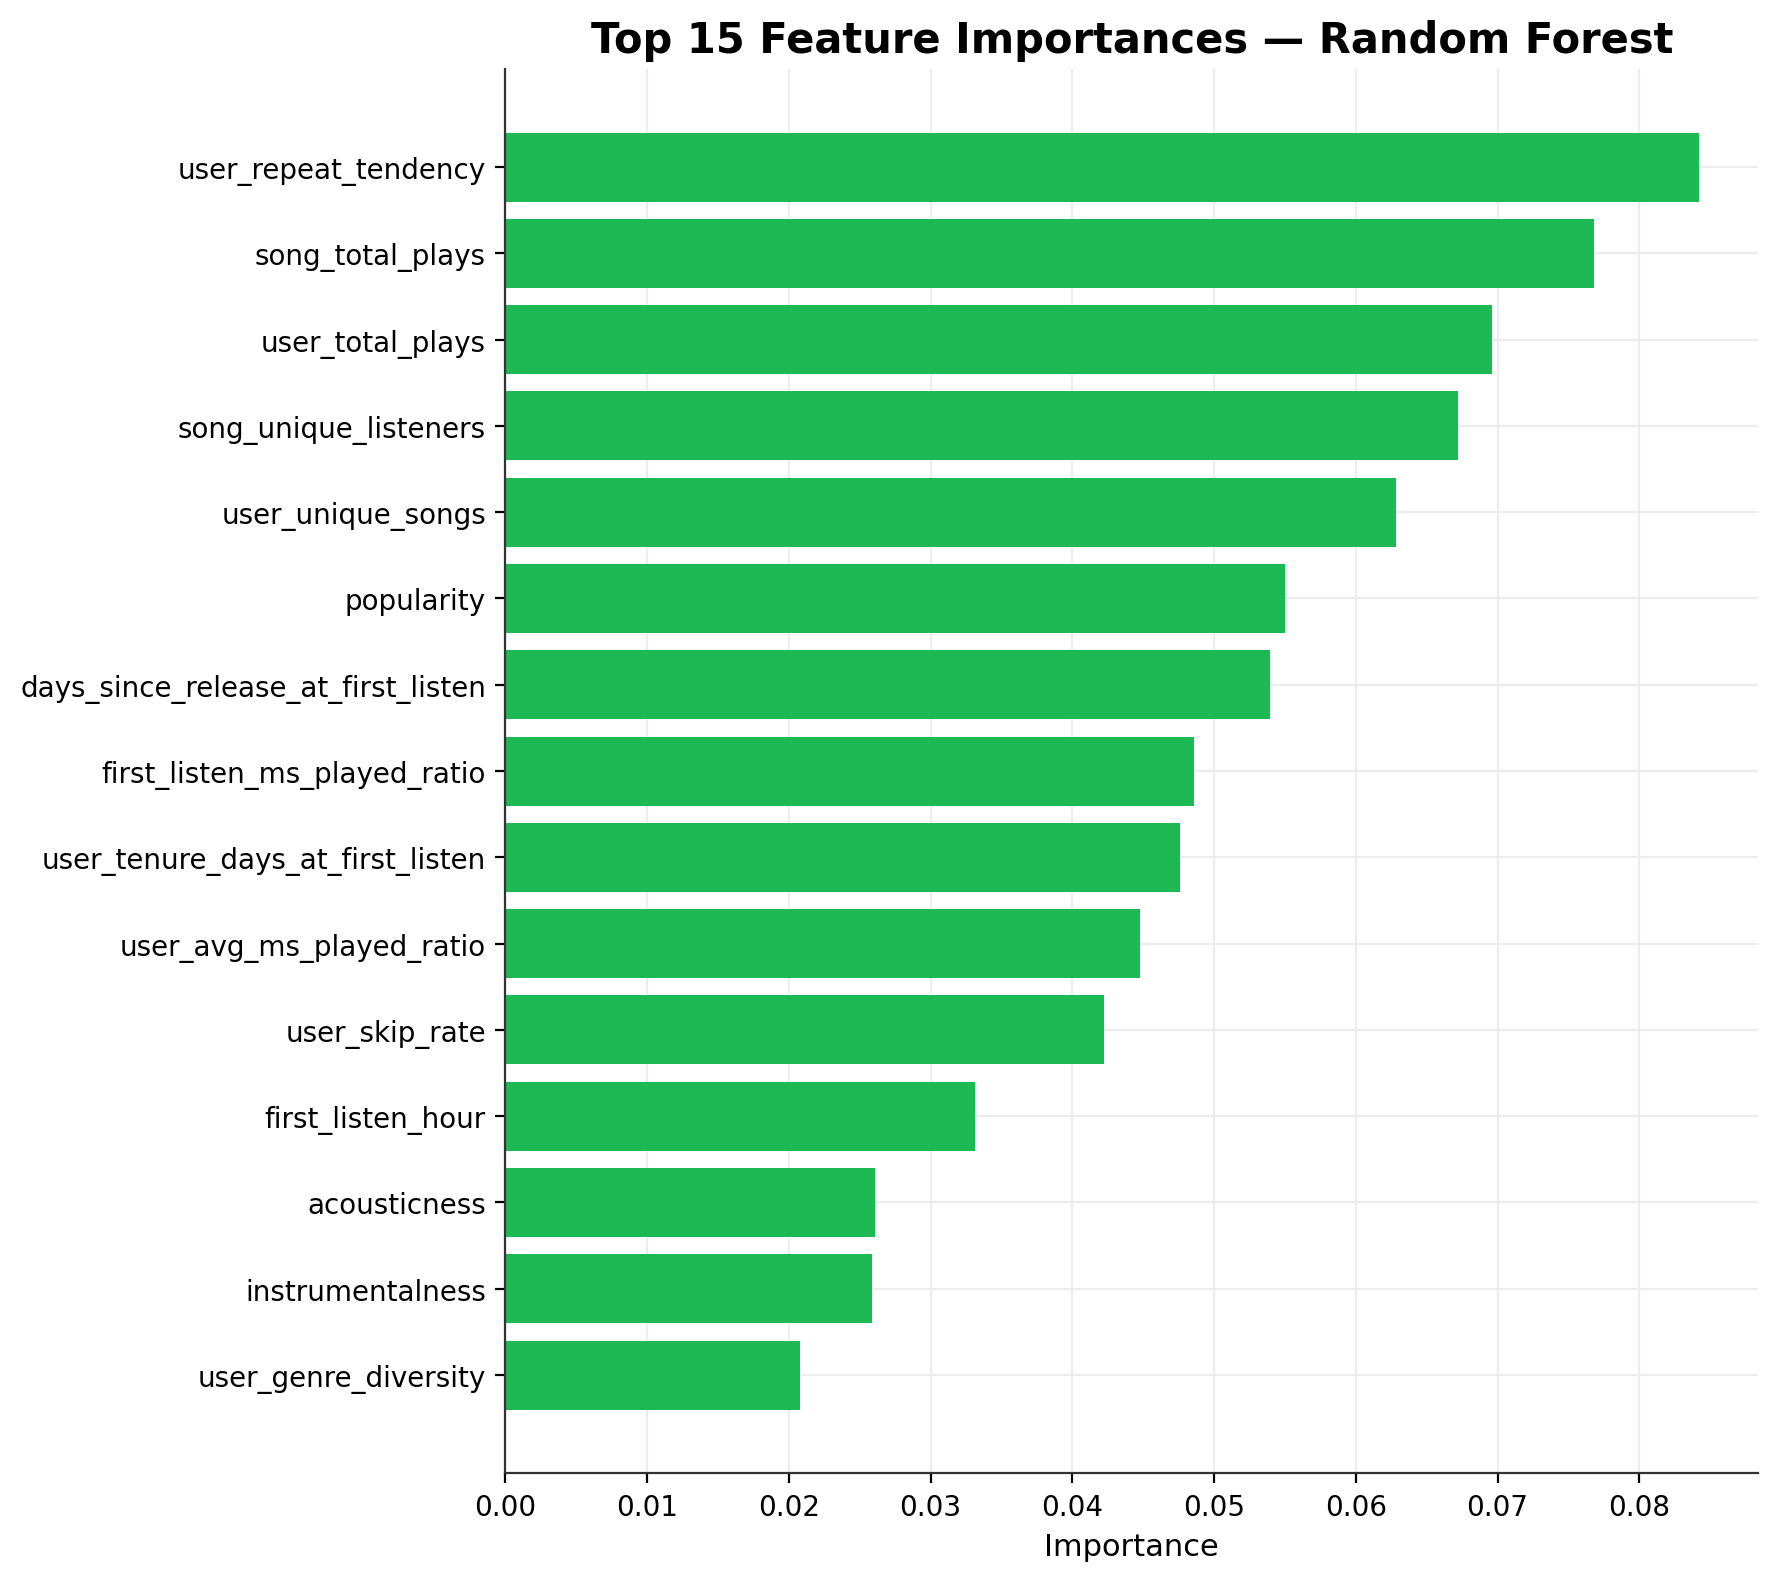 Top 15 Feature Importances — Random Forest
user_repeat_tendency
song_total_plays
user_total_plays
song_unique_listeners
user_unique_songs
popularity
days_since_release_at_first_listen
first_listen_ms_played_ratio
user_tenure_days_at_first_listen
user_avg_ms_played_ratio
user_skip_rate
first_listen_hour
acousticness
instrumentalness
user_genre_diversity
0.00 0.01 0.02 0.03 0.04 0.05 0.06 0.07 0.08
Importance